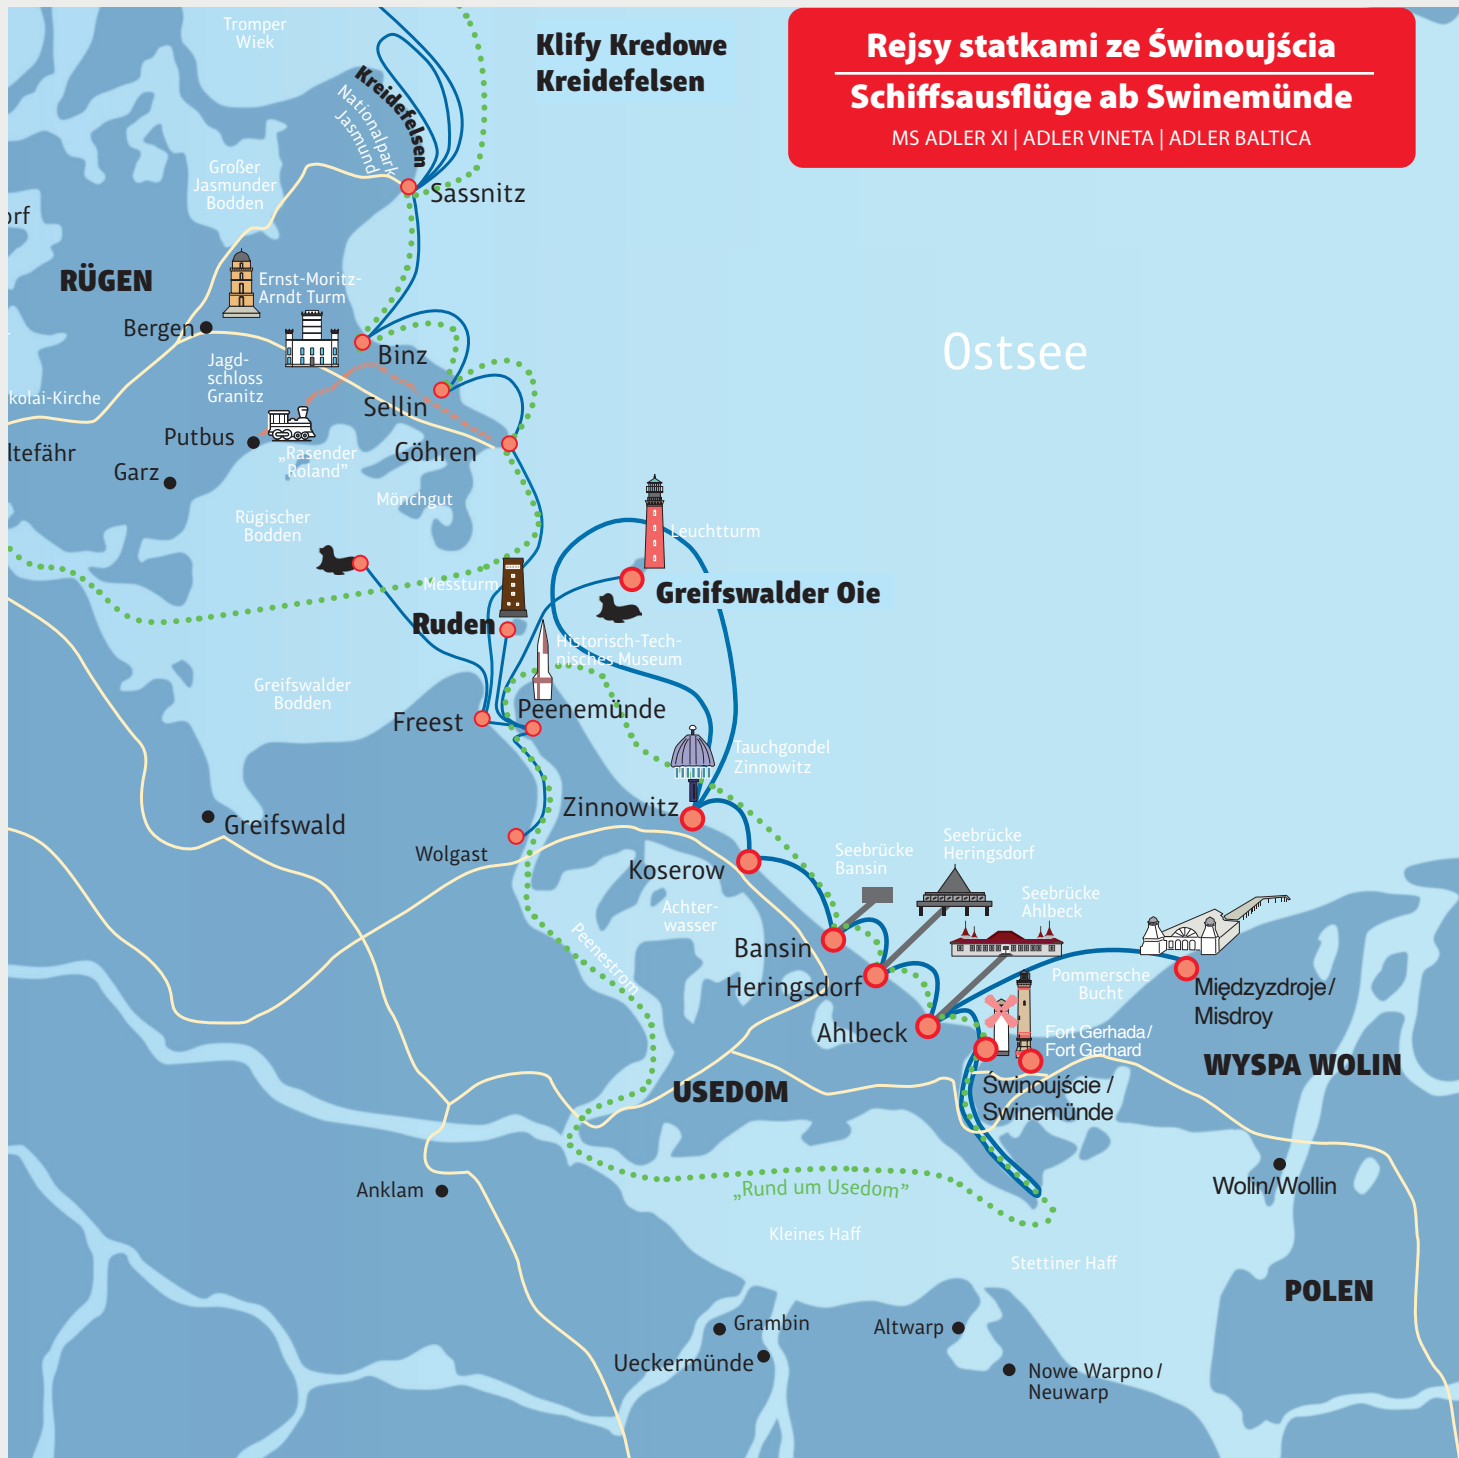 Rejsy statkami ze Świnoujścia
Schiffsausflüge ab Swinemünde
MS ADLER XI | ADLER VINETA | ADLER BALTICA
Klify Kredowe
Kreidefelsen
Tromper
Wiek
Kreidefelsen
Nationalpark
Jasmund
Großer
Jasmunder
Bodden
Sassnitz
orf
RÜGEN
Ernst-Moritz-
Arndt Turm
Bergen
Binz
Jagd-
schloss
Granitz
Ostsee
kolai-Kirche
Sellin
Putbus
ltefähr
„Rasender
Roland”
Göhren
Garz
Mönchgut
Rügischer
Bodden
Leuchtturm
Messturm
Greifswalder Oie
Ruden
Historisch-Tech-
nisches Museum
Greifswalder
Bodden
Freest
Peenemünde
Tauchgondel
Zinnowitz
Zinnowitz
Greifswald
Wolgast
Koserow
Seebrücke
Bansin
Seebrücke
Heringsdorf
Seebrücke
Ahlbeck
Achter-
wasser
Peenestrom
Bansin
Heringsdorf
Ahlbeck
Pommersche
Bucht
Międzyzdroje/
Misdroy
Fort Gerhada/
Fort Gerhard
WYSPA WOLIN
USEDOM
Świnoujście /
Swinemünde
Anklam
„Rund um Usedom”
Wolin/Wollin
Kleines Haff
Stettiner Haff
POLEN
Grambin
Altwarp
Ueckermünde
Nowe Warpno/
Neuwarp